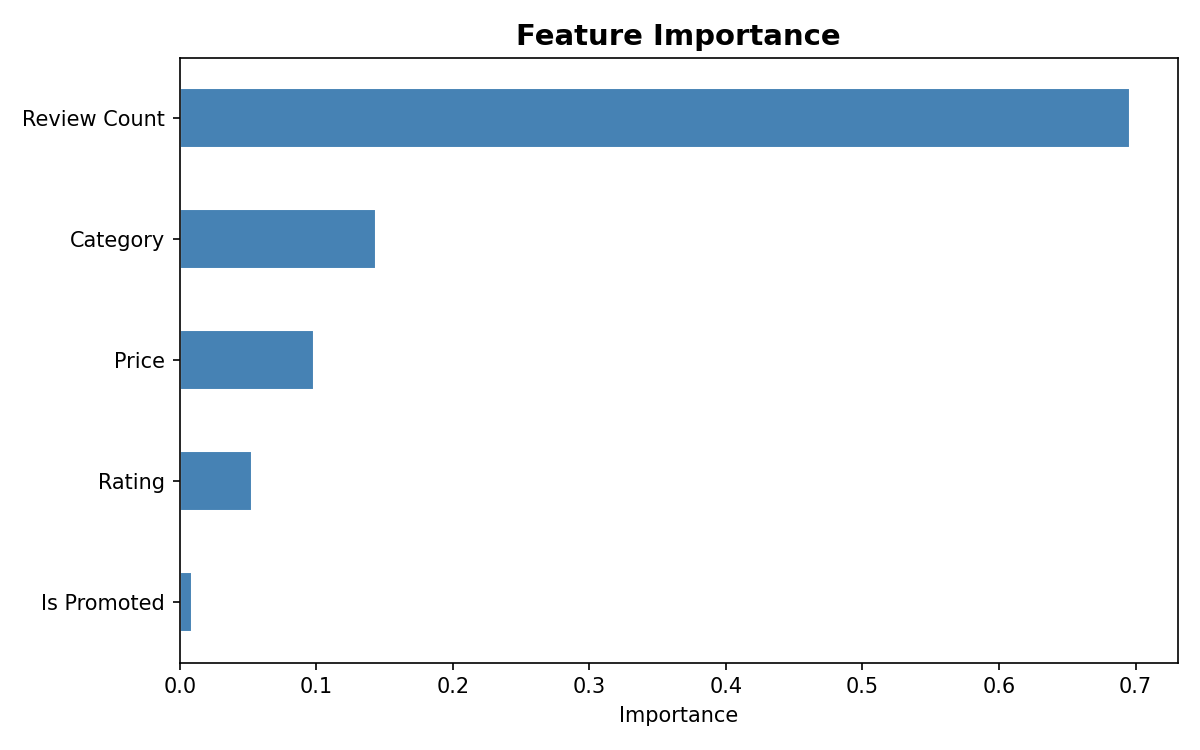 Feature Importance
Review Count
Category
Price
Rating
Is Promoted
0.0 0.1 0.2 0.3 0.4 0.5 0.6 0.7
Importance